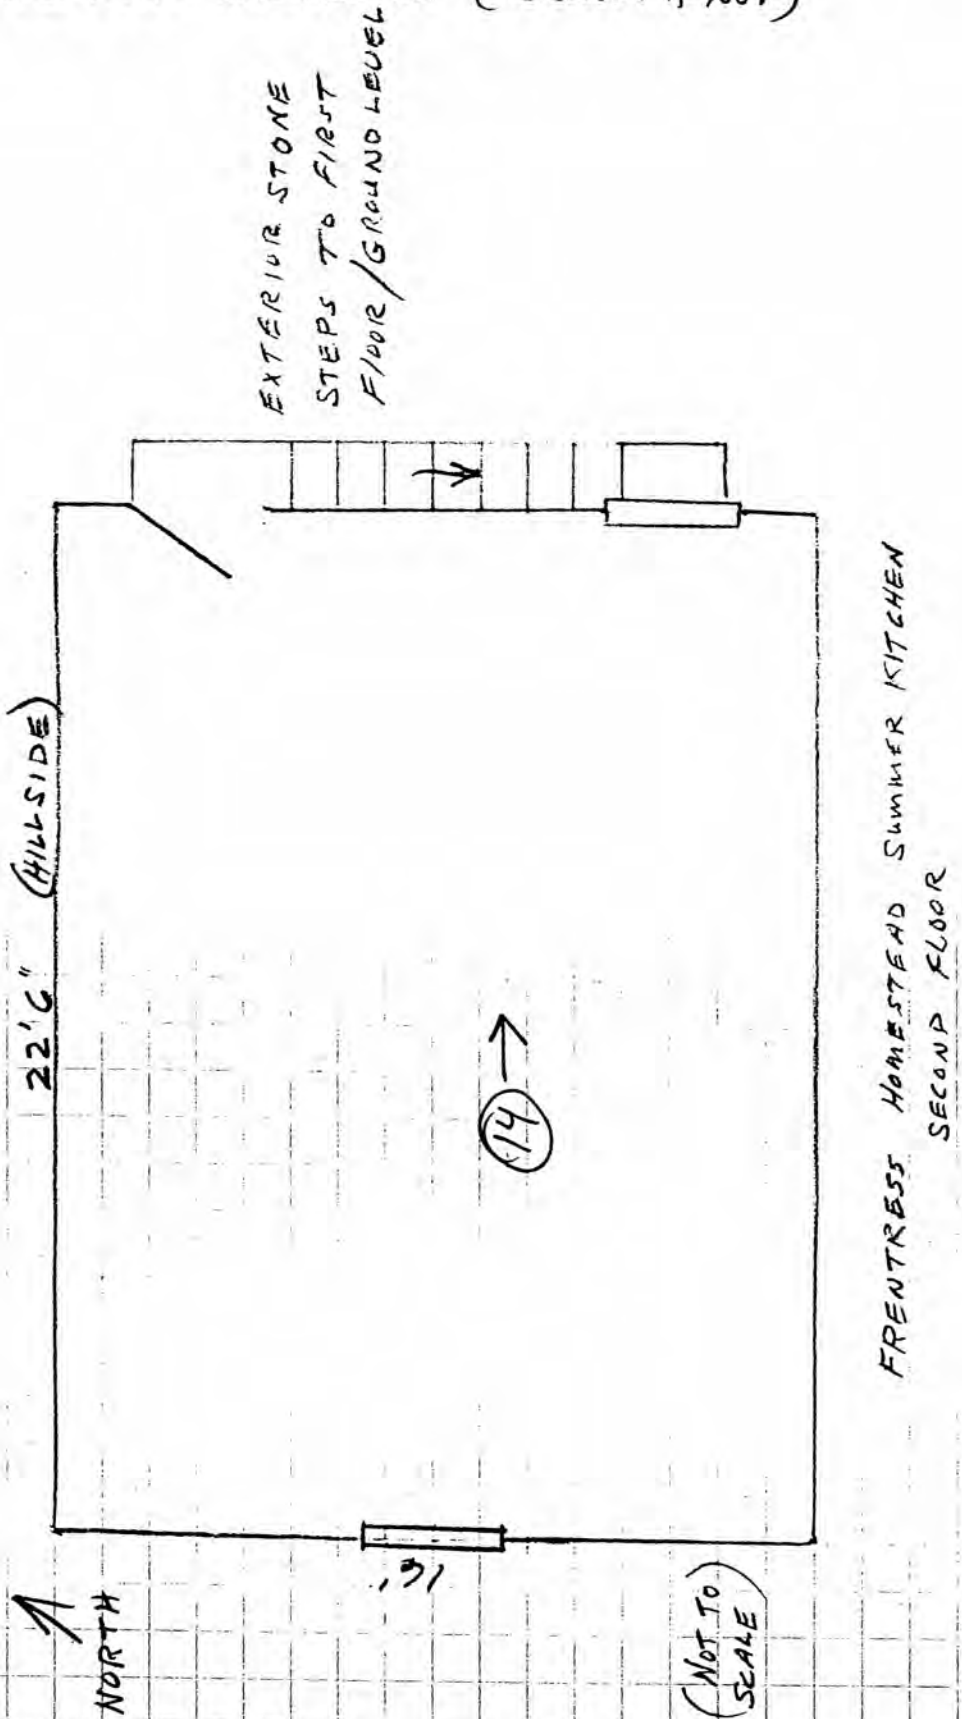 EXTERIOR STONE
STEPS TO FIRST
FLOOR/GROUND LEVEL
22'6" (HILLSIDE)
14
16'
NORTH
(NOT TO
SCALE)
FRENTRESS HOMESTEAD SUMMER KITCHEN
SECOND FLOOR